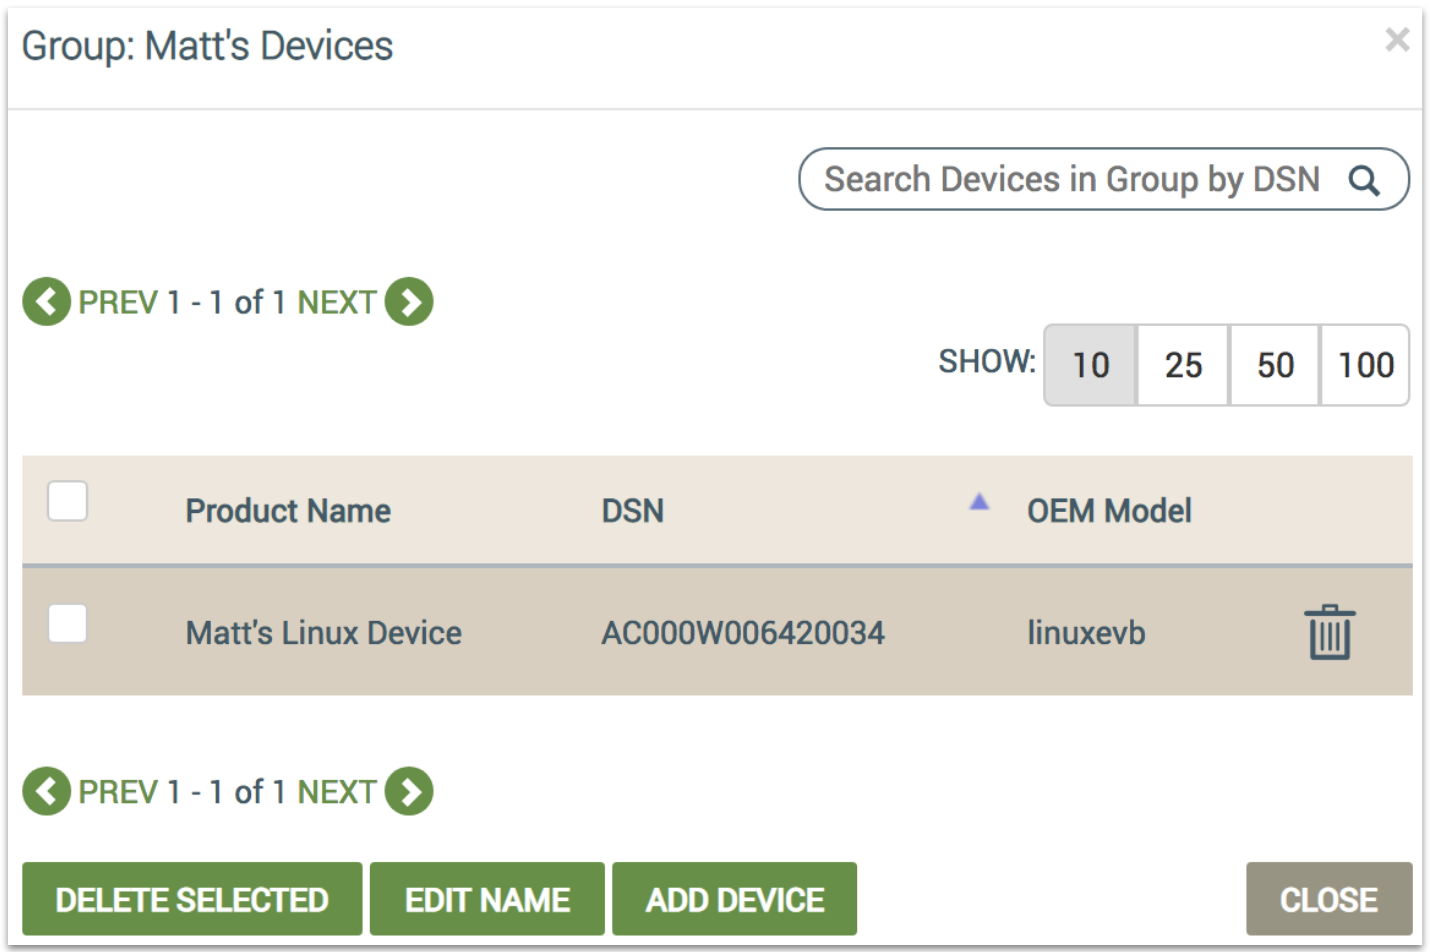 Group: Matt's Devices
Search Devices in Group by DSN
PREV 1 - 1 of 1 NEXT
SHOW: 10 25 50 100
Product Name DSN OEM Model
Matt's Linux Device AC000W006420034 linuxevb
PREV 1 - 1 of 1 NEXT
DELETE SELECTED EDIT NAME ADD DEVICE CLOSE